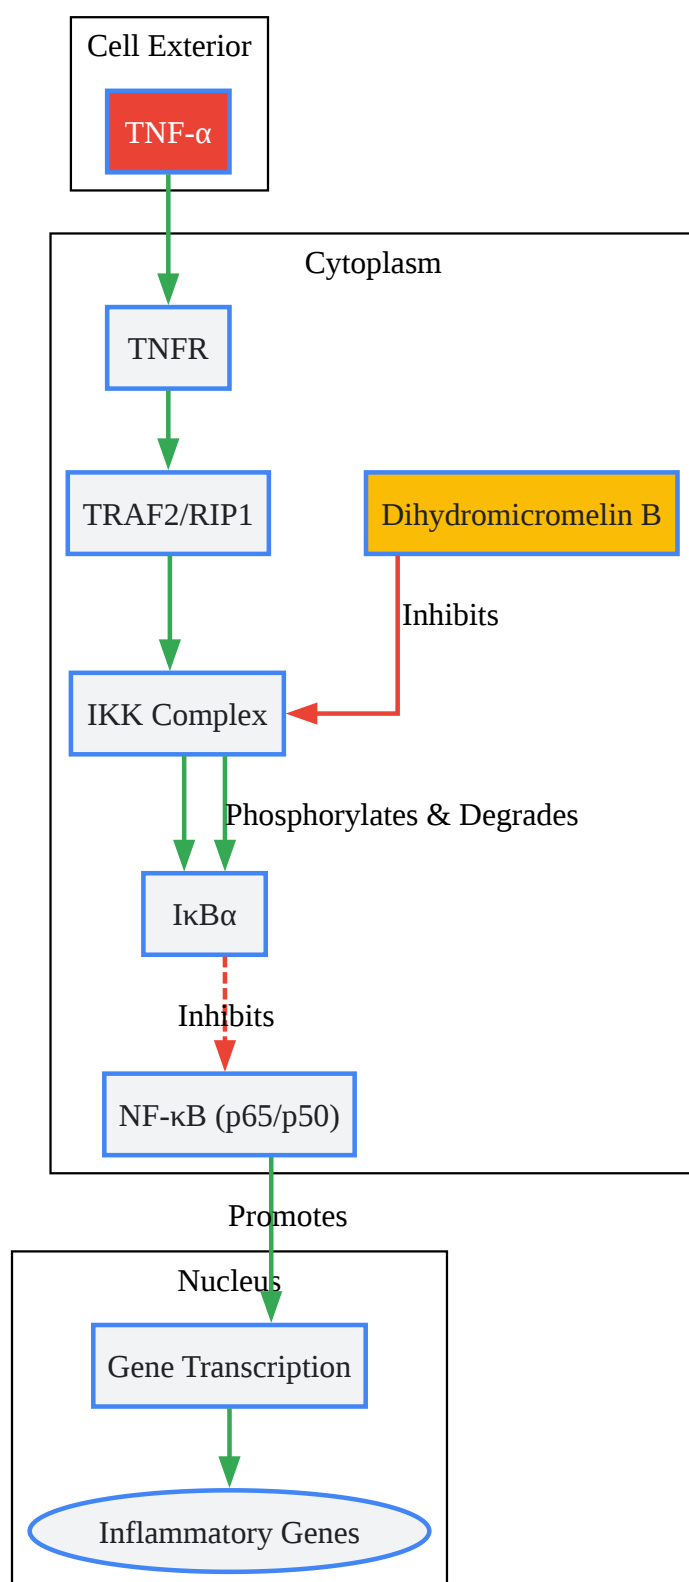 Cell Exterior
TNF-α
Cytoplasm
TNFR
TRAF2/RIP1
Dihydromicromelin B
Inhibits
IKK Complex
Phosphorylates & Degrades
IκBα
Inhibits
NF-κB (p65/p50)
Promotes
Nucleus
Gene Transcription
Inflammatory Genes